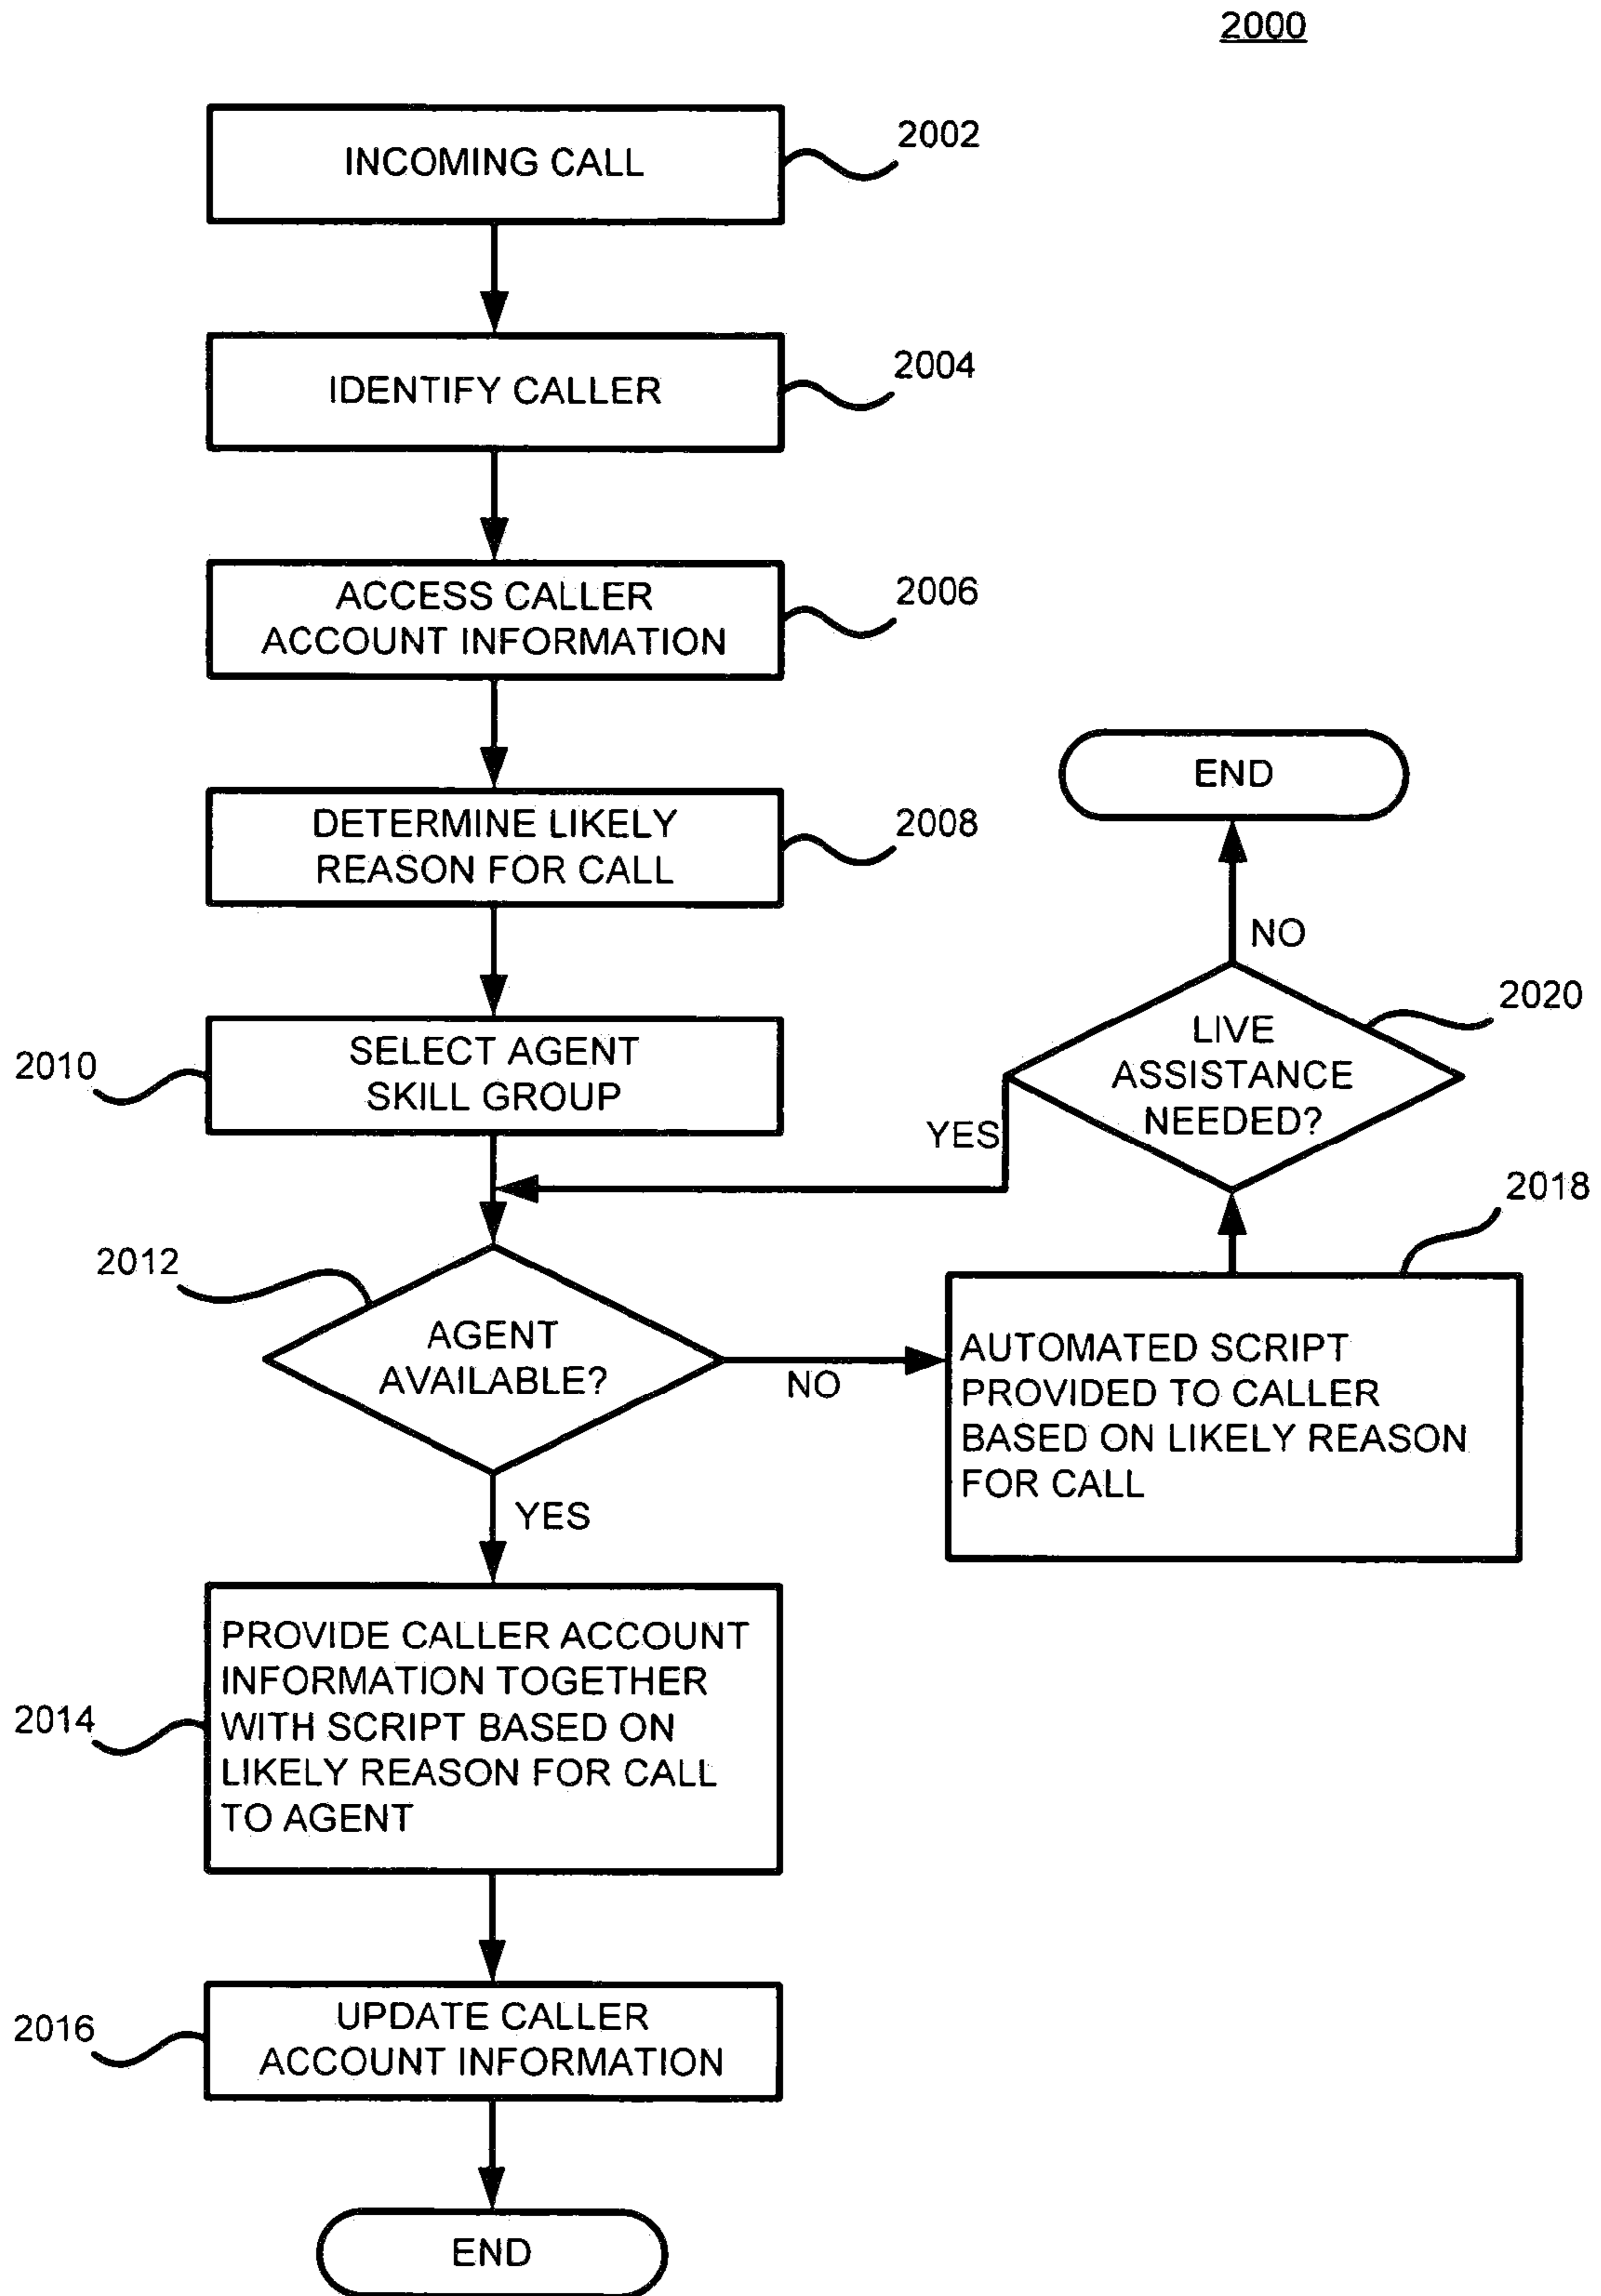 2000
INCOMING CALL
2002
IDENTIFY CALLER
2004
ACCESS CALLER
ACCOUNT INFORMATION
2006
DETERMINE LIKELY
REASON FOR CALL
2008
SELECT AGENT
SKILL GROUP
2010
AGENT
AVAILABLE?
2012
YES
NO
PROVIDE CALLER ACCOUNT
INFORMATION TOGETHER
WITH SCRIPT BASED ON
LIKELY REASON FOR CALL
TO AGENT
2014
UPDATE CALLER
ACCOUNT INFORMATION
2016
END
AUTOMATED SCRIPT
PROVIDED TO CALLER
BASED ON LIKELY REASON
FOR CALL
2018
LIVE
ASSISTANCE
NEEDED?
2020
YES
NO
END